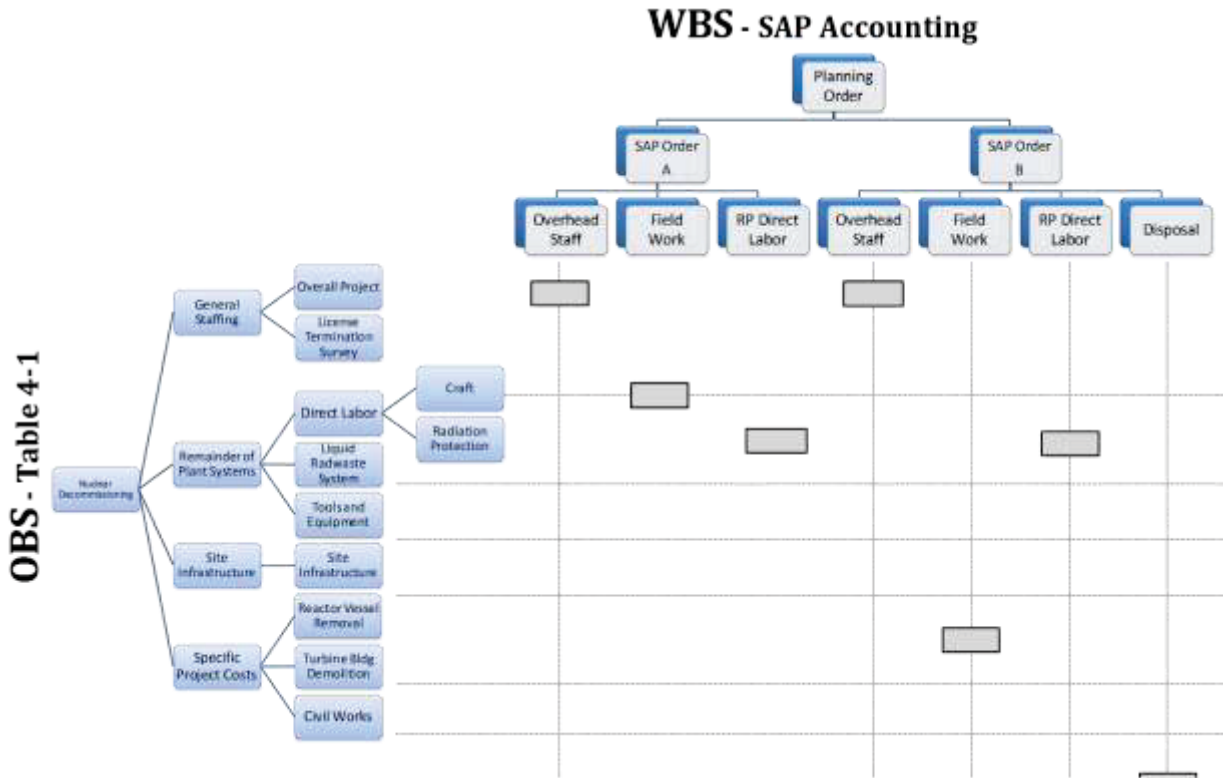 WBS - SAP Accounting
Planning
Order
SAP Order
A
SAP Order
B
Overhead
Staff
Field
Work
RP Direct
Labor
Overhead
Staff
Field
Work
RP Direct
Labor
Disposal
OBS - Table 4-1
Nuclear
Decommissioning
General
Staffing
Overall Project
License
Termination
Survey
Remainder of
Plant Systems
Direct Labor
Craft
Radiation
Protection
Liquid
Radwaste
System
Tools and
Equipment
Site
Infrastructure
Site
Infrastructure
Specific
Project Costs
Reactor Vessel
Removal
Turbine Bldg
Demolition
Civil Works